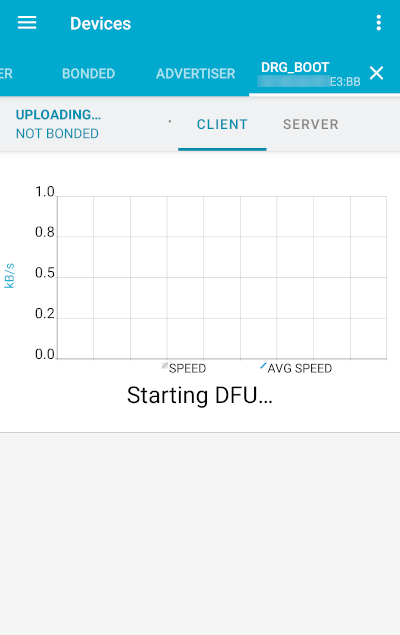 Devices
ER BONDED ADVERTISER DRG_BOOT
E3:BB
UPLOADING...
NOT BONDED
CLIENT SERVER
1.0
0.8
0.5
0.2
0.0
kB/s
SPEED AVG SPEED
Starting DFU...